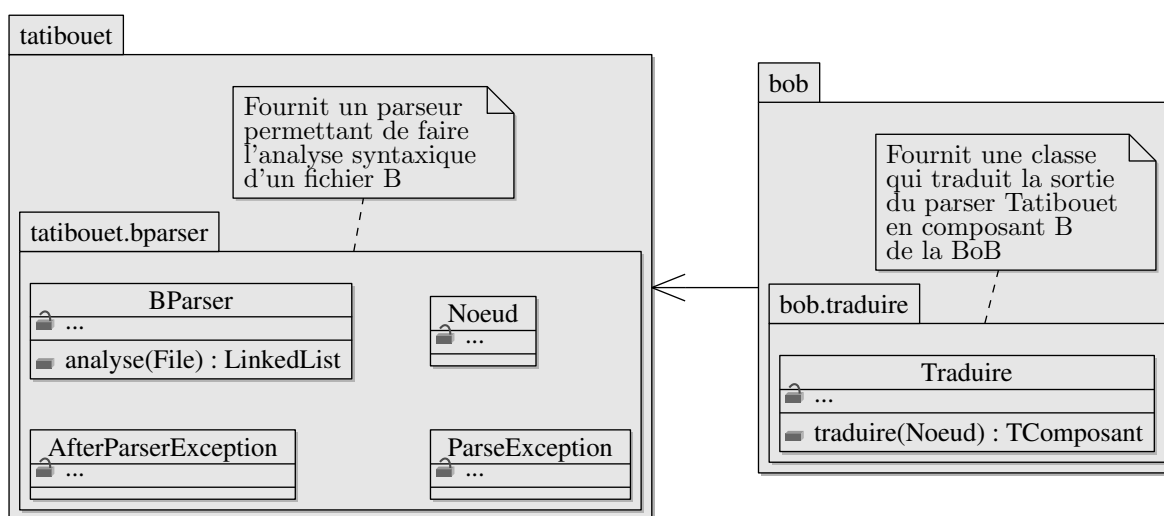 tatibouet
Fournit un parseur
permettant de faire
l'analyse syntaxique
d'un fichier B
tatibouet.bparser
BParser
...
analyse(File) : LinkedList
Noeud
...
AfterParserException
...
ParseException
...
bob
Fournit une classe
qui traduit la sortie
du parser Tatibouet
en composant B
de la BoB
bob.traduire
Traduire
...
traduire(Noeud) : TComposant